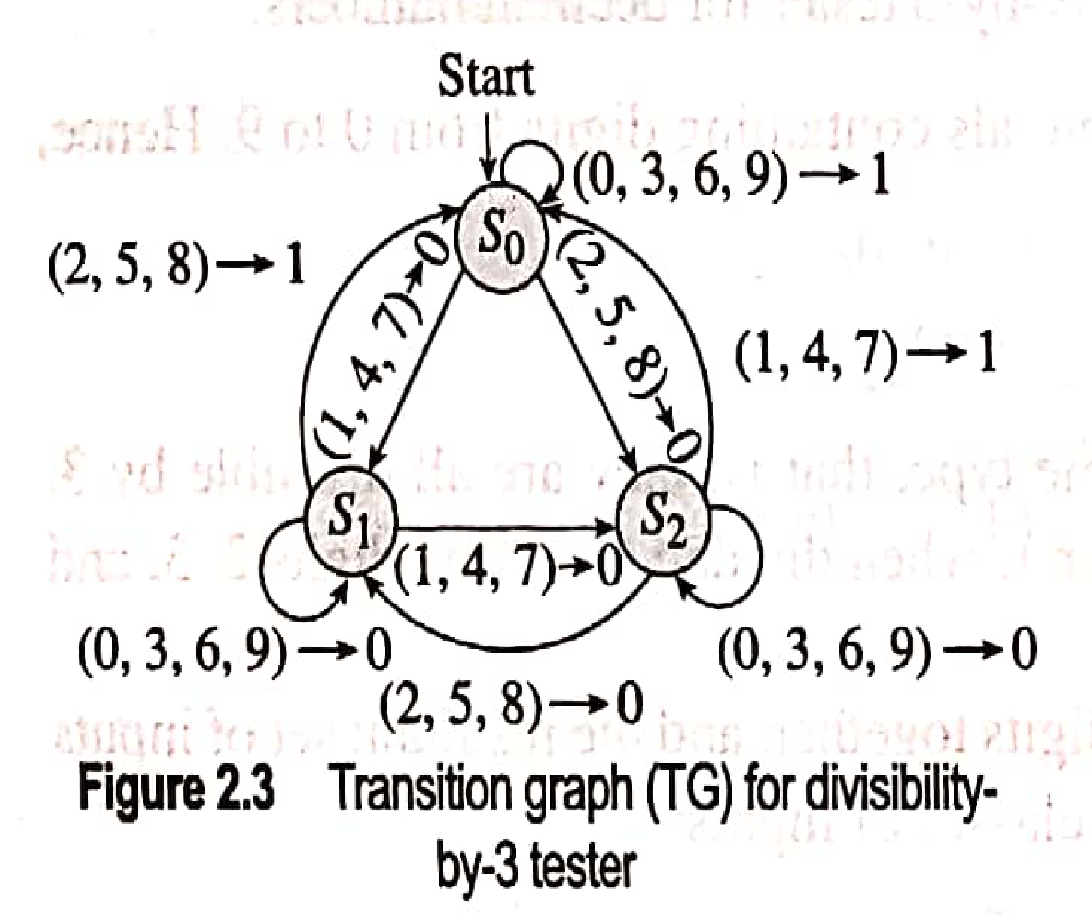 Start
(0, 3, 6, 9)→1
S0
(2, 5, 8)→1
(1, 4, 7)→0
(2, 5, 8)→0
(1, 4, 7)→1
S1
S2
(1, 4, 7)→0
(0, 3, 6, 9)→0
(0, 3, 6, 9)→0
(2, 5, 8)→0
Figure 2.3 Transition graph (TG) for divisibility-
by-3 tester